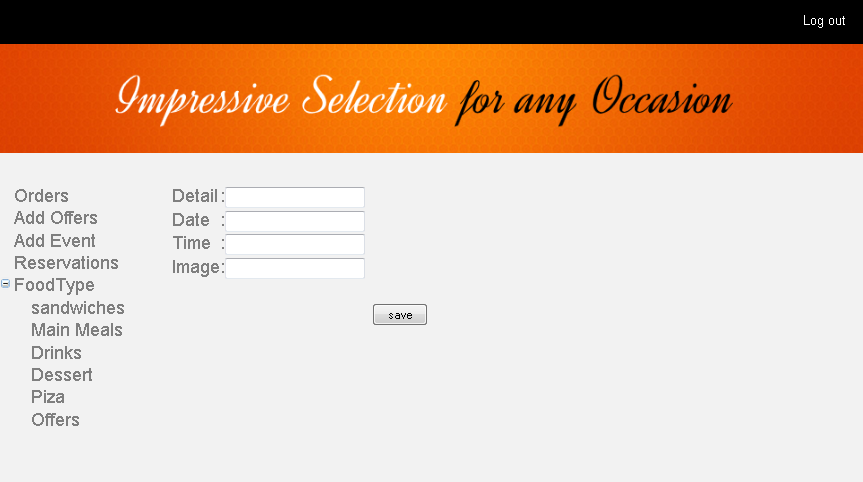 Log out
Impressive Selection for any Occasion
Orders
Add Offers
Add Event
Reservations
FoodType
sandwiches
Main Meals
Drinks
Dessert
Piza
Offers
Detail :
Date :
Time :
Image:
save